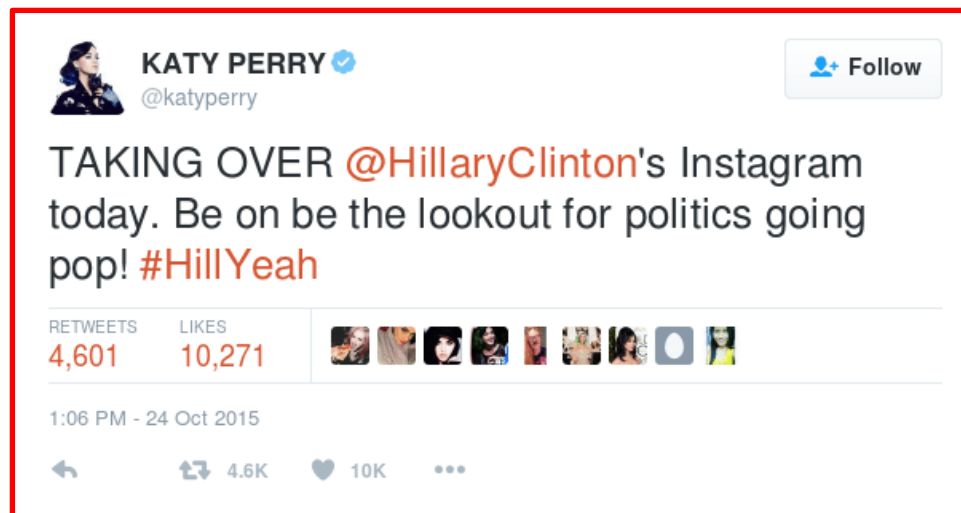 KATY PERRY
Follow
@katyperry
TAKING OVER @HillaryClinton's Instagram
today. Be on be the lookout for politics going
pop! #HillYeah
RETWEETS LIKES
4,601 10,271
1:06 PM - 24 Oct 2015
4.6K 10K